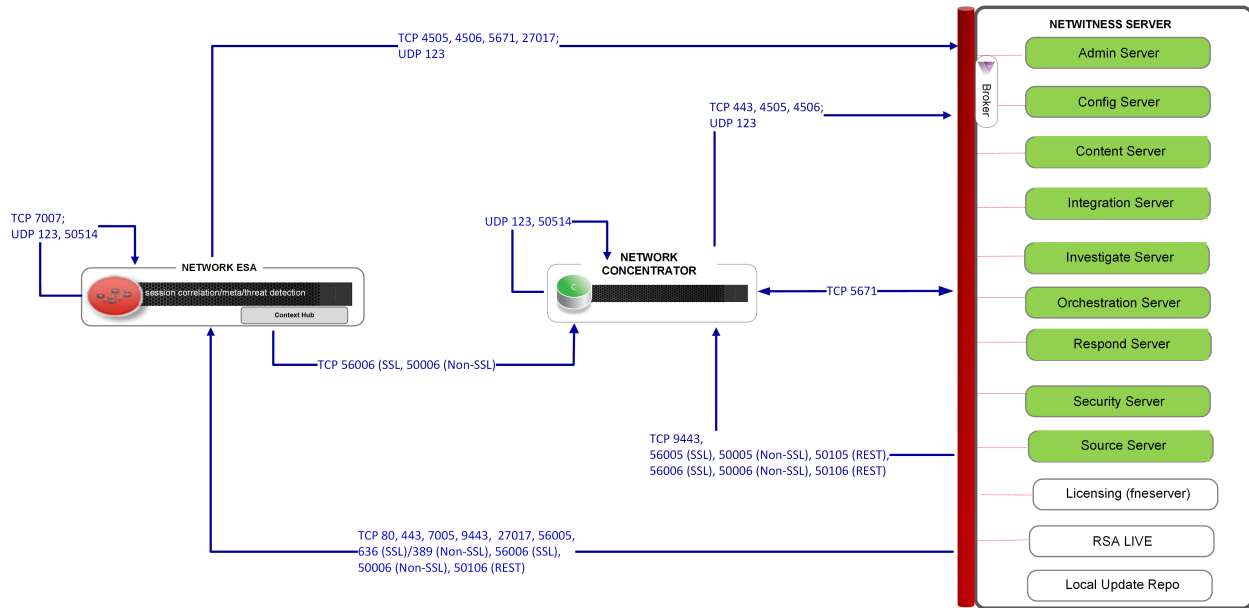 NETWITNESS SERVER
Admin Server
Broker
Config Server
Content Server
Integration Server
Investigate Server
Orchestration Server
Respond Server
Security Server
Source Server
Licensing (fneserver)
RSA LIVE
Local Update Repo
TCP 4505, 4506, 5671, 27017;
UDP 123
TCP 443, 4505, 4506;
UDP 123
TCP 7007;
UDP 123, 50514
UDP 123, 50514
NETWORK ESA
session correlation/meta/threat detection
Context Hub
NETWORK
CONCENTRATOR
C
TCP 5671
TCP 56006 (SSL, 50006 (Non-SSL)
TCP 9443,
56005 (SSL), 50005 (Non-SSL), 50105 (REST),
56006 (SSL), 50006 (Non-SSL), 50106 (REST)
TCP 80, 443, 7005, 9443, 27017, 56005,
636 (SSL)/389 (Non-SSL), 56006 (SSL),
50006 (Non-SSL), 50106 (REST)